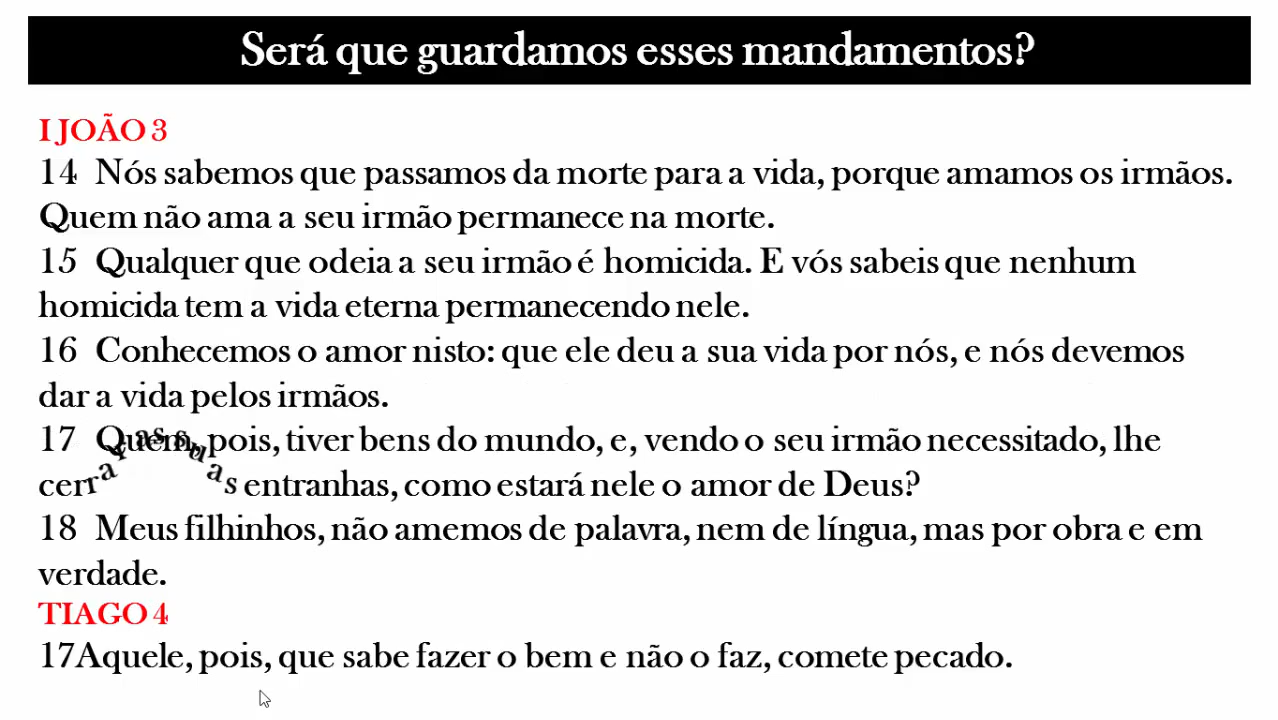 Será que guardamos esses mandamentos?
I JOÃO 3
14 Nós sabemos que passamos da morte para a vida, porque amamos os irmãos.
Quem não ama a seu irmão permanece na morte.
15 Qualquer que odeia a seu irmão é homicida. E vós sabeis que nenhum
homicida tem a vida eterna permanecendo nele.
16 Conhecemos o amor nisto: que ele deu a sua vida por nós, e nós devemos
dar a vida pelos irmãos.
17 Quem, pois, tiver bens do mundo, e, vendo o seu irmão necessitado, lhe
cerrar as suas entranhas, como estará nele o amor de Deus?
18 Meus filhinhos, não amemos de palavra, nem de língua, mas por obra e em
verdade.
TIAGO 4
17Aquele, pois, que sabe fazer o bem e não o faz, comete pecado.